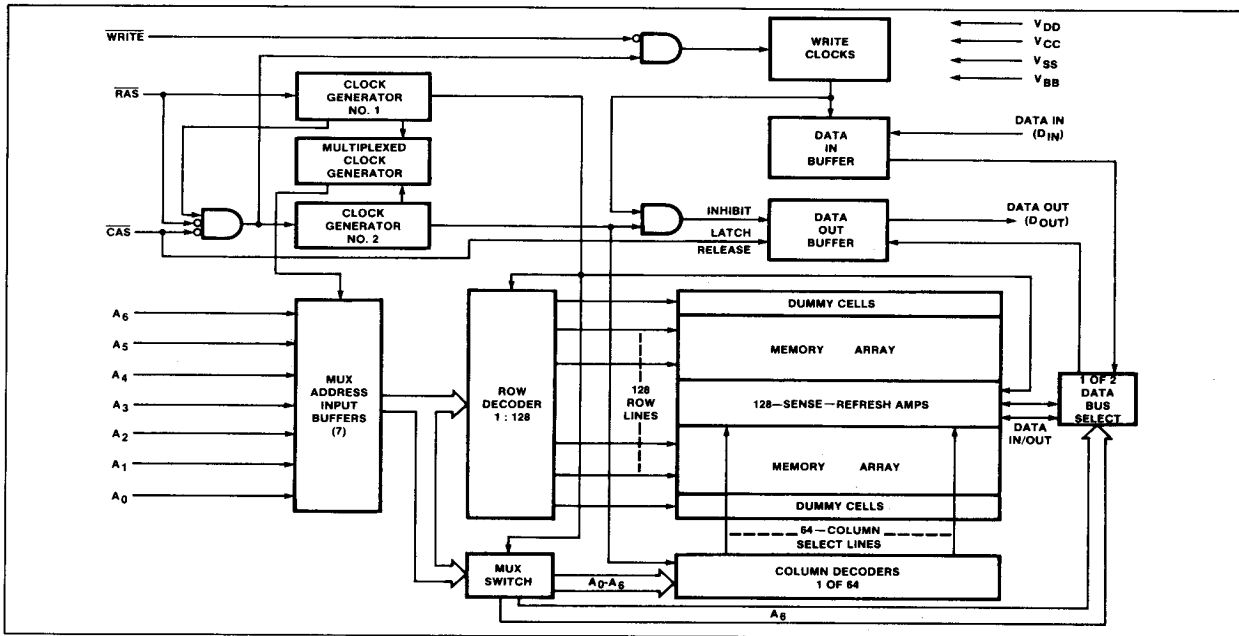 WRITE
RAS
CAS
CLOCK
GENERATOR
NO. 1
MULTIPLEXED
CLOCK
GENERATOR
CLOCK
GENERATOR
NO. 2
WRITE
CLOCKS
VDD
VCC
VSS
VBB
DATA IN
(DIN)
DATA
IN
BUFFER
INHIBIT
LATCH
RELEASE
DATA
OUT
BUFFER
DATA OUT
(DOUT)
A6
A5
A4
A3
A2
A1
A0
MUX
ADDRESS
INPUT
BUFFERS
(7)
ROW
DECODER
1 : 128
128
ROW
LINES
DUMMY CELLS
MEMORY ARRAY
128—SENSE—REFRESH AMPS
MEMORY ARRAY
DUMMY CELLS
DATA
IN/OUT
1 OF 2
DATA
BUS
SELECT
64—COLUMN
SELECT LINES
MUX
SWITCH
A0-A6
COLUMN DECODERS
1 OF 64
A6